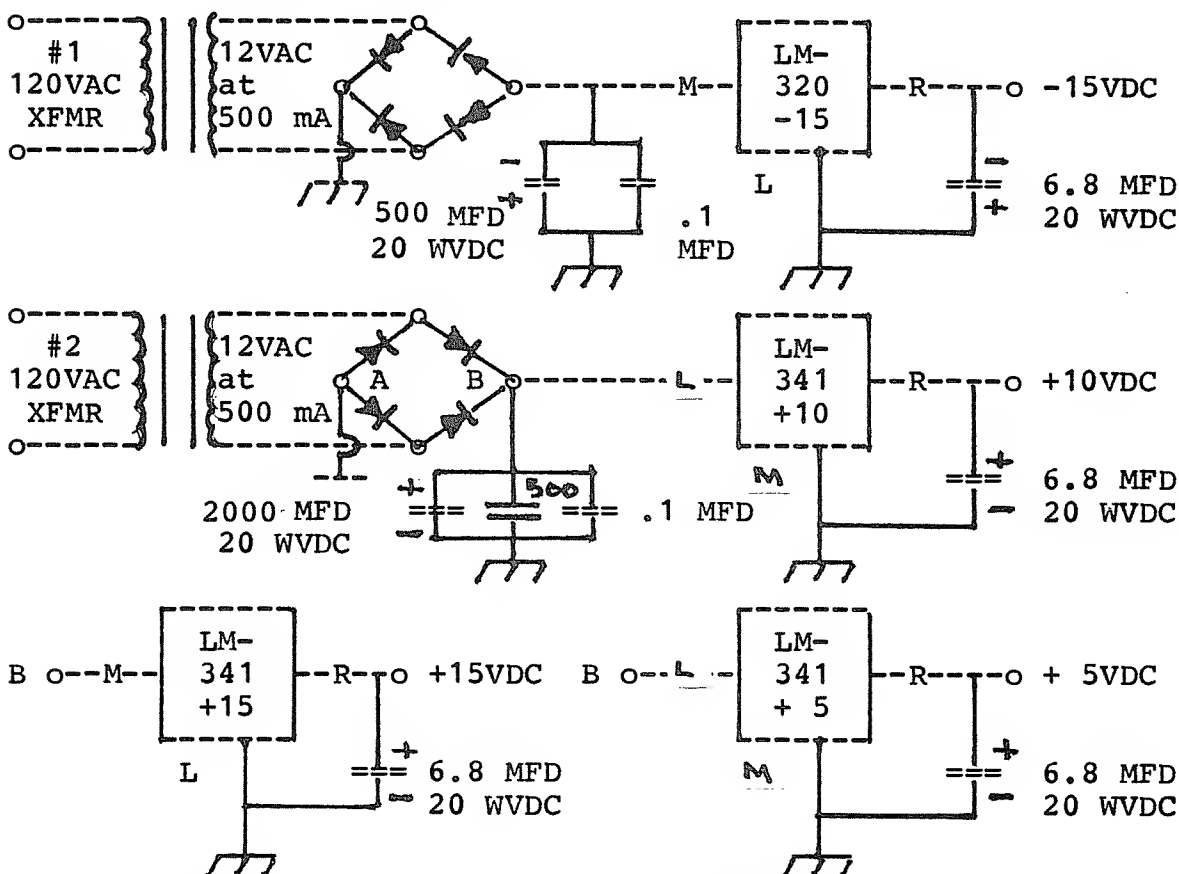 #1
120VAC
XFMR
12VAC
at
500 mA
M
LM-
320
-15
R
-15VDC
L
-
+
500 MFD
20 WVDC
.1
MFD
-
+
6.8 MFD
20 WVDC
#2
120VAC
XFMR
12VAC
at
500 mA
A
B
L
LM-
341
+10
R
+10VDC
M
+
-
2000 MFD
20 WVDC
500
.1 MFD
+
-
6.8 MFD
20 WVDC
B
M
LM-
341
+15
R
+15VDC
L
+
-
6.8 MFD
20 WVDC
B
L
LM-
341
+ 5
R
+ 5VDC
M
+
-
6.8 MFD
20 WVDC